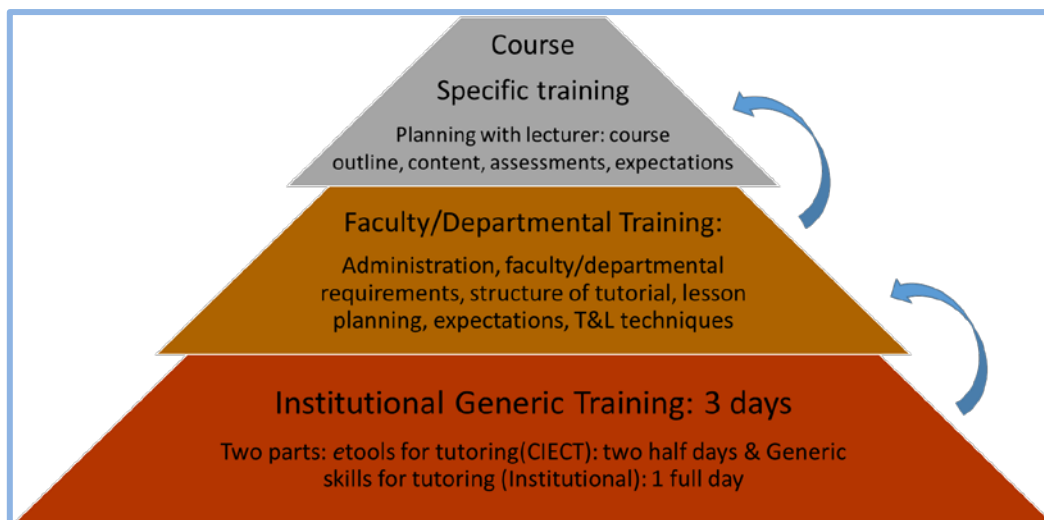 Course
Specific training
Planning with lecturer: course
outline, content, assessments, expectations
Faculty/Departmental Training:
Administration, faculty/departmental
requirements, structure of tutorial, lesson
planning, expectations, T&L techniques
Institutional Generic Training: 3 days
Two parts: etools for tutoring(CIECT): two half days & Generic
skills for tutoring (Institutional): 1 full day